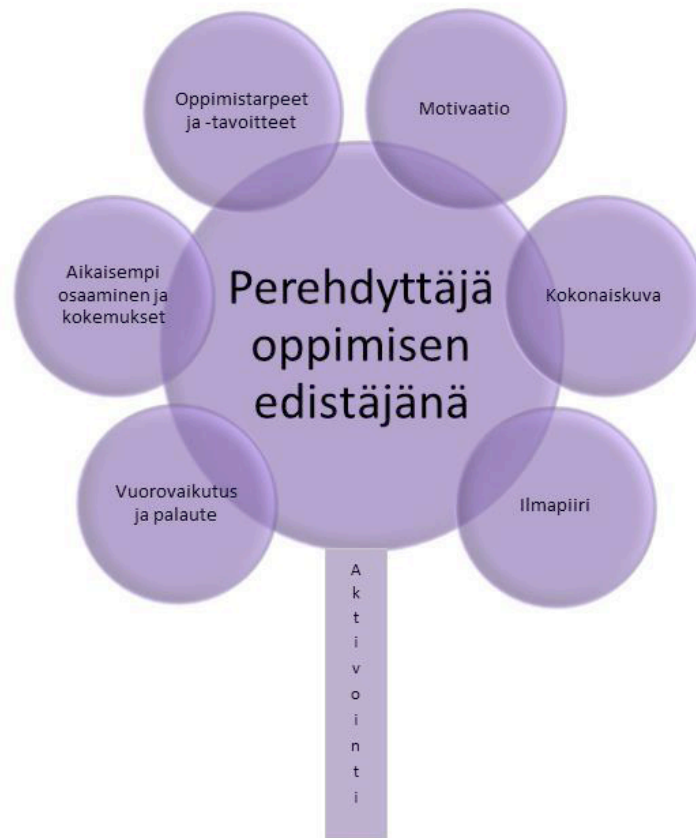 Oppimistarpeet
ja -tavoitteet
Motivaatio
Aikaisempi
osaaminen ja
kokemukset
Perehdyttäjä
oppimisen
edistäjänä
Kokonaiskuva
Vuorovaikutus
ja palaute
Ilmapiiri
A
k
t
i
v
o
i
n
t
i